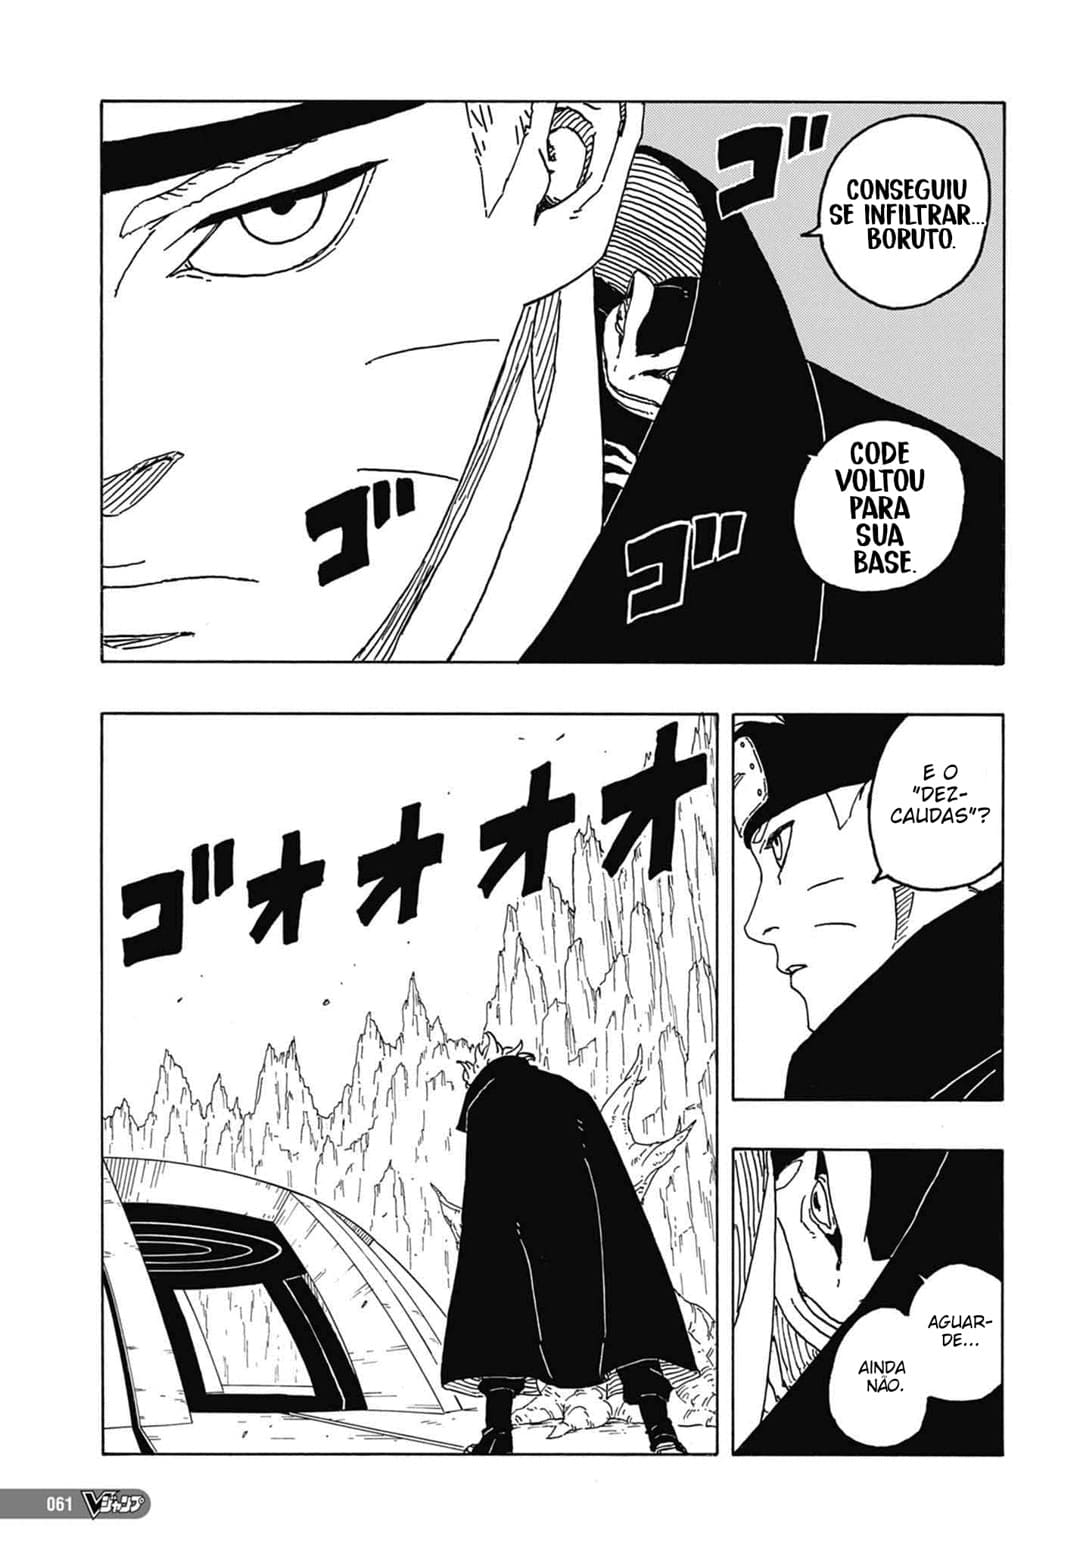 ゴ
CONSEGUIU
SE INFILTRAR...
BORUTO.
ゴ
ゴ
CODE
VOLTOU
PARA
SUA
BASE.
E O
"DEZ-
CAUDAS"?
ゴオオオオ
AGUAR-
DE...
AINDA
NÃO.
061 Vジャンプ